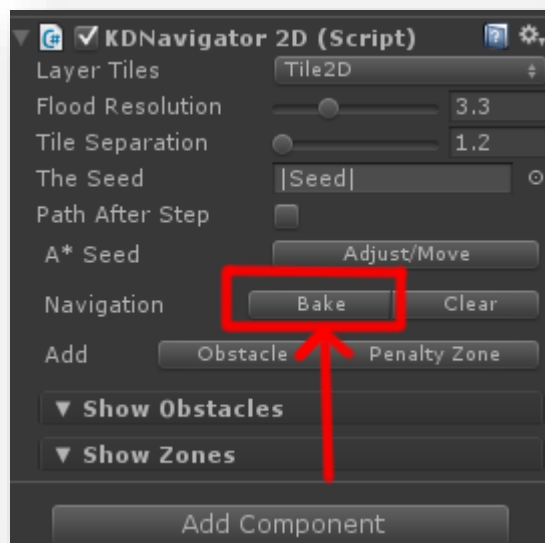 KDNavigator 2D (Script)
Layer Tiles Tile2D
Flood Resolution 3.3
Tile Separation 1.2
The Seed |Seed|
Path After Step
A* Seed Adjust/Move
Navigation Bake Clear
Add Obstacle Penalty Zone
Show Obstacles
Show Zones
Add Component